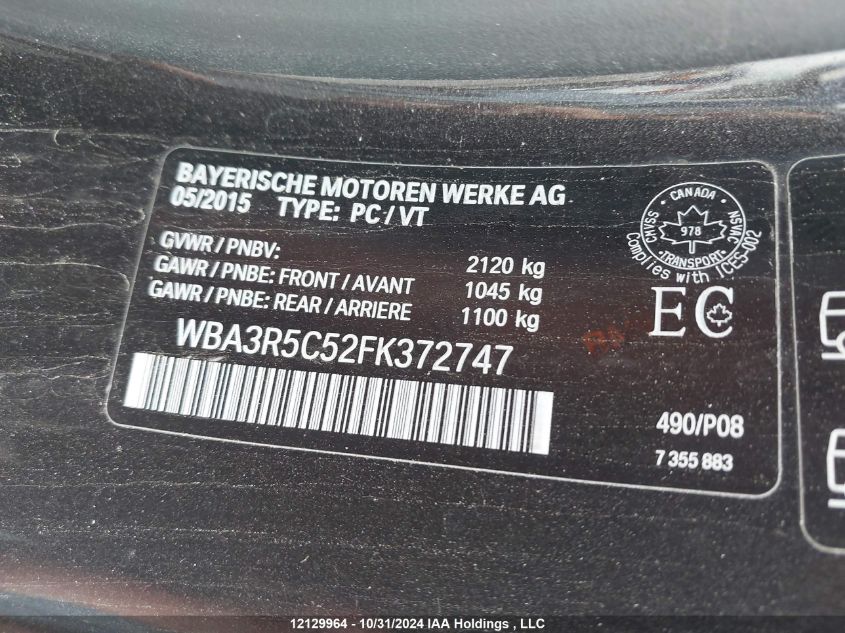 BAYERISCHE MOTOREN WERKE AG
05/2015 TYPE: PC / VT
GVWR / PNBV: 2120 kg
GAWR / PNBE: FRONT / AVANT 1045 kg
GAWR / PNBE: REAR / ARRIERE 1100 kg
WBA3R5C52FK372747
CANADA
CMVSS NSVAC
978
TRANSPORT
Complies with ICES-002
EC
490/P08
7 355 883
12129964 - 10/31/2024 IAA Holdings , LLC